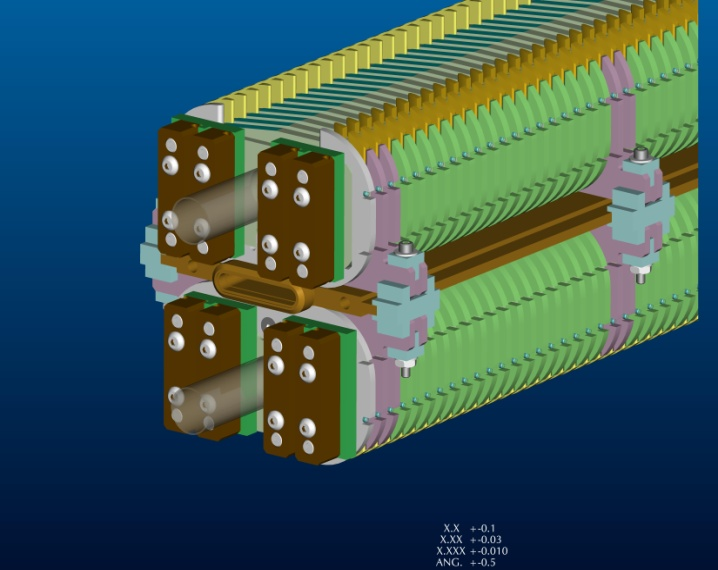 X.X +-0.1
X.XX +-0.03
X.XXX +-0.010
ANG. +-0.5